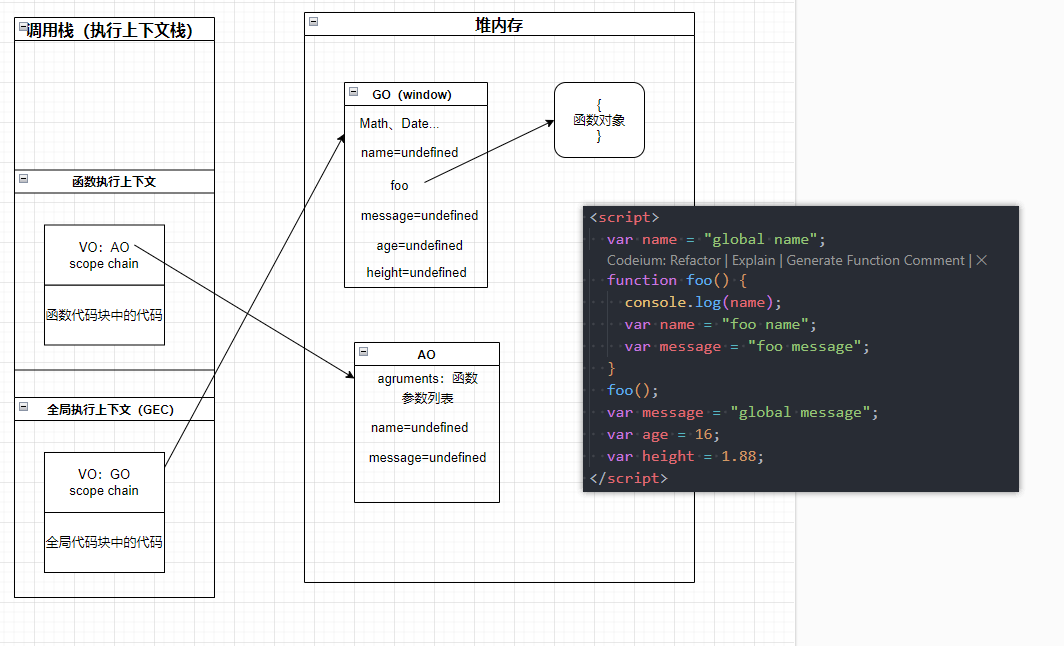 调用栈（执行上下文栈）
函数执行上下文
VO：AO
scope chain
函数代码块中的代码
全局执行上下文（GEC）
VO：GO
scope chain
全局代码块中的代码
堆内存
GO（window)
Math、Date...
name=undefined
foo
message=undefined
age=undefined
height=undefined
{
函数对象
}
AO
agruments：函数
参数列表
name=undefined
message=undefined
<script>
var name = "global name";
Codeium: Refactor | Explain | Generate Function Comment | ×
function foo() {
console.log(name);
var name = "foo name";
var message = "foo message";
}
foo();
var message = "global message";
var age = 16;
var height = 1.88;
</script>